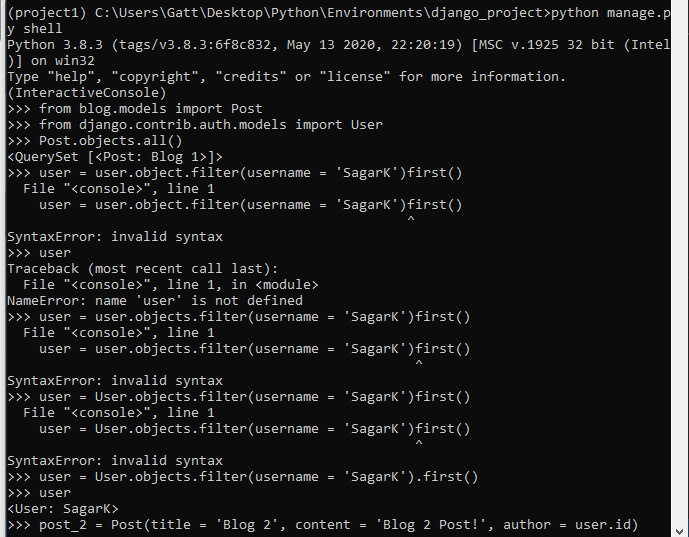 (project1) C:\Users\Gatt\Desktop\Python\Environments\django_project>python manage.p
y shell
Python 3.8.3 (tags/v3.8.3:6f8c832, May 13 2020, 22:20:19) [MSC v.1925 32 bit (Intel
)] on win32
Type "help", "copyright", "credits" or "license" for more information.
(InteractiveConsole)
>>> from blog.models import Post
>>> from django.contrib.auth.models import User
>>> Post.objects.all()
<QuerySet [<Post: Blog 1>]>
>>> user = user.object.filter(username = 'SagarK')first()
  File "<console>", line 1
    user = user.object.filter(username = 'SagarK')first()
                                                  ^
SyntaxError: invalid syntax
>>> user
Traceback (most recent call last):
  File "<console>", line 1, in <module>
NameError: name 'user' is not defined
>>> user = user.objects.filter(username = 'SagarK')first()
  File "<console>", line 1
    user = user.objects.filter(username = 'SagarK')first()
                                                   ^
SyntaxError: invalid syntax
>>> user = User.objects.filter(username = 'SagarK')first()
  File "<console>", line 1
    user = User.objects.filter(username = 'SagarK')first()
                                                   ^
SyntaxError: invalid syntax
>>> user = User.objects.filter(username = 'SagarK').first()
>>> user
<User: SagarK>
>>> post_2 = Post(title = 'Blog 2', content = 'Blog 2 Post!', author = user.id)